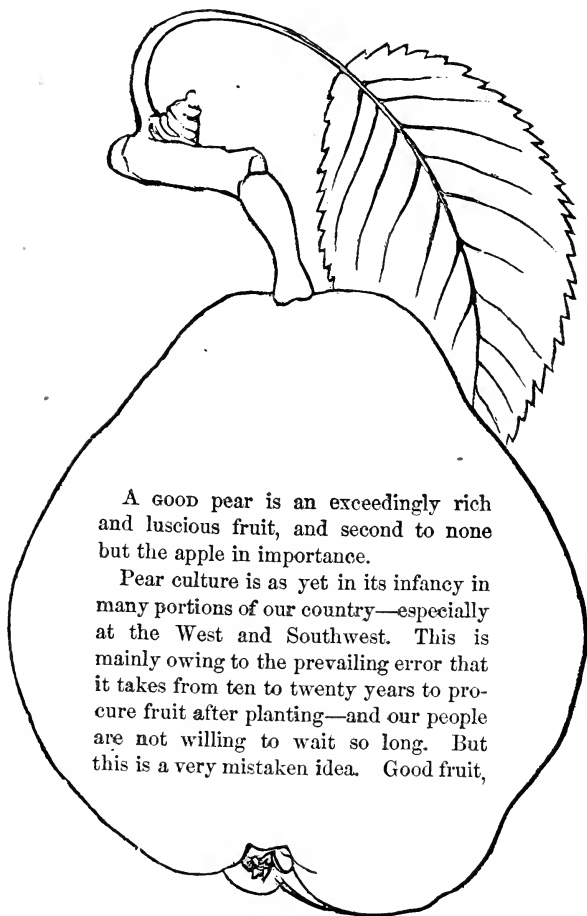 A GOOD pear is an exceedingly rich
and luscious fruit, and second to none
but the apple in importance.
Pear culture is as yet in its infancy in
many portions of our country—especially
at the West and Southwest. This is
mainly owing to the prevailing error that
it takes from ten to twenty years to pro-
cure fruit after planting—and our people
are not willing to wait so long. But
this is a very mistaken idea. Good fruit,